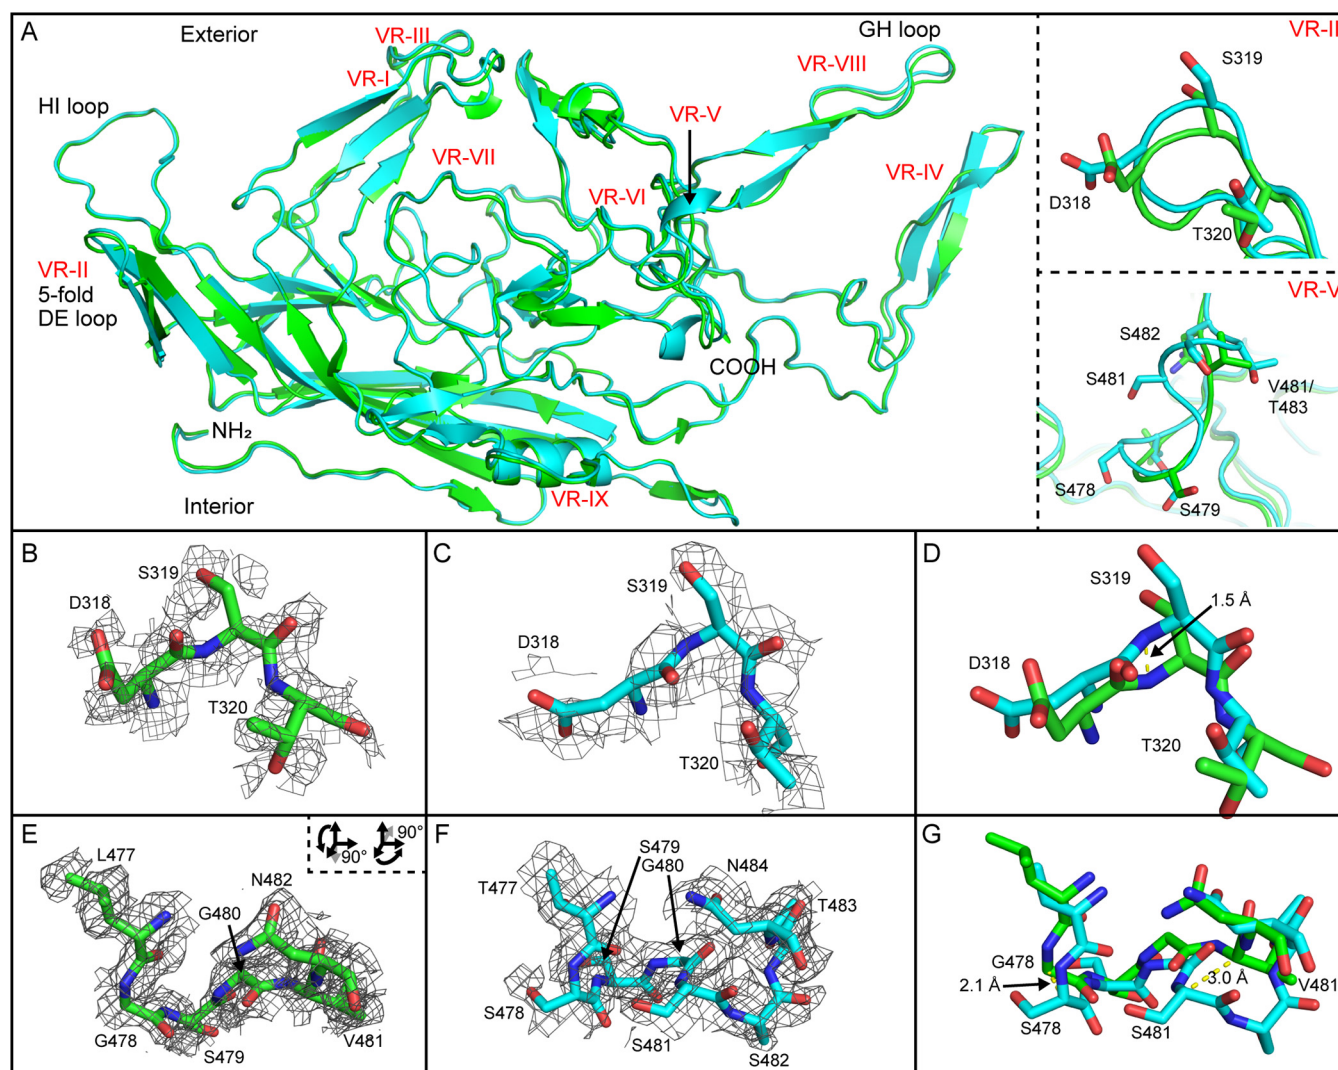 A
Exterior
VR-III
VR-I
GH loop
VR-VIII
VR-V
HI loop
VR-VII
VR-VI
VR-IV
VR-II
5-fold
DE loop
COOH
NH₂
VR-IX
Interior
VR-II
S319
D318
T320
VR-V
S482
S481
V481/
T483
S478
S479
B
S319
D318
T320
C
S319
D318
T320
D
S319
1.5 Å
D318
T320
E
90°
90°
L477
N482
G480
G478
S479
V481
F
S479
G480
N484
T477
T483
S478
S481
S482
G
G478
2.1 Å
3.0 Å
V481
S478
S481